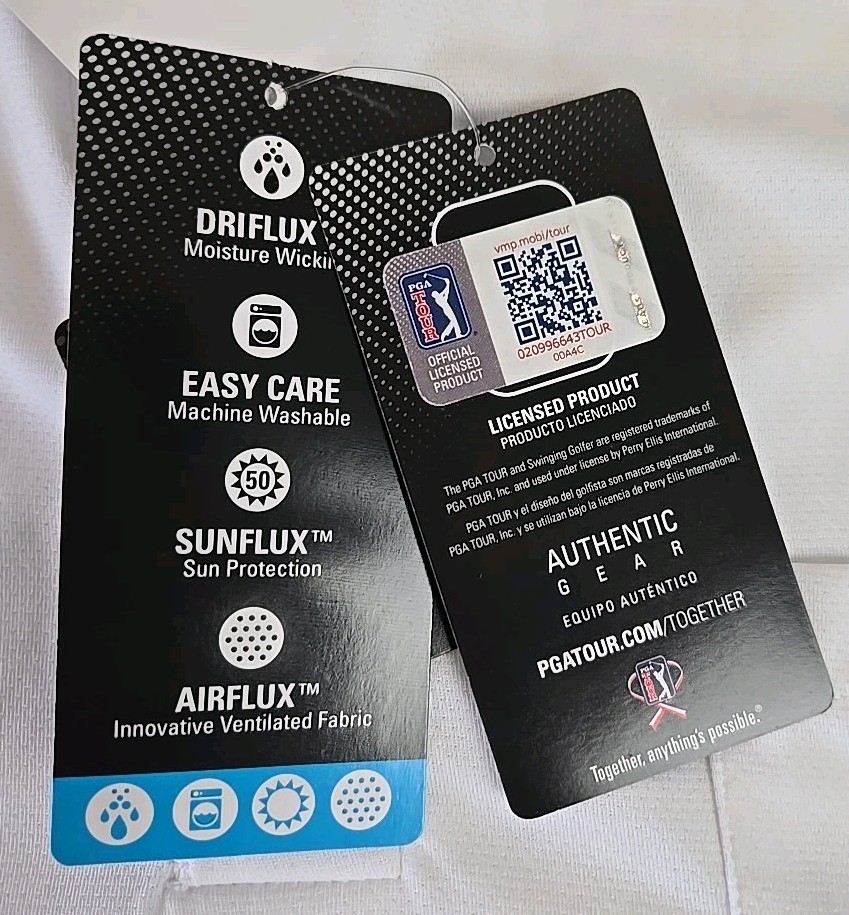 DRIFLUX
Moisture Wickin
EASY CARE
Machine Washable
50
SUNFLUX™
Sun Protection
AIRFLUX™
Innovative Ventilated Fabric
vmp.mobi/tour
PGA
TOUR
OFFICIAL
LICENSED
PRODUCT
020996643TOUR
00A4C
LICENSED PRODUCT
PRODUCTO LICENCIADO
The PGA TOUR and Swinging Golfer are registered trademarks of
PGA TOUR, Inc. and used under license by Perry Ellis International.
PGA TOUR y el diseño del golfista son marcas registradas de
PGA TOUR, Inc. y se utilizan bajo la licencia de Perry Ellis International.
AUTHENTIC
GEAR
EQUIPO AUTÉNTICO
PGATOUR.COM/TOGETHER
PGA
TOUR
Together, anything's possible.®